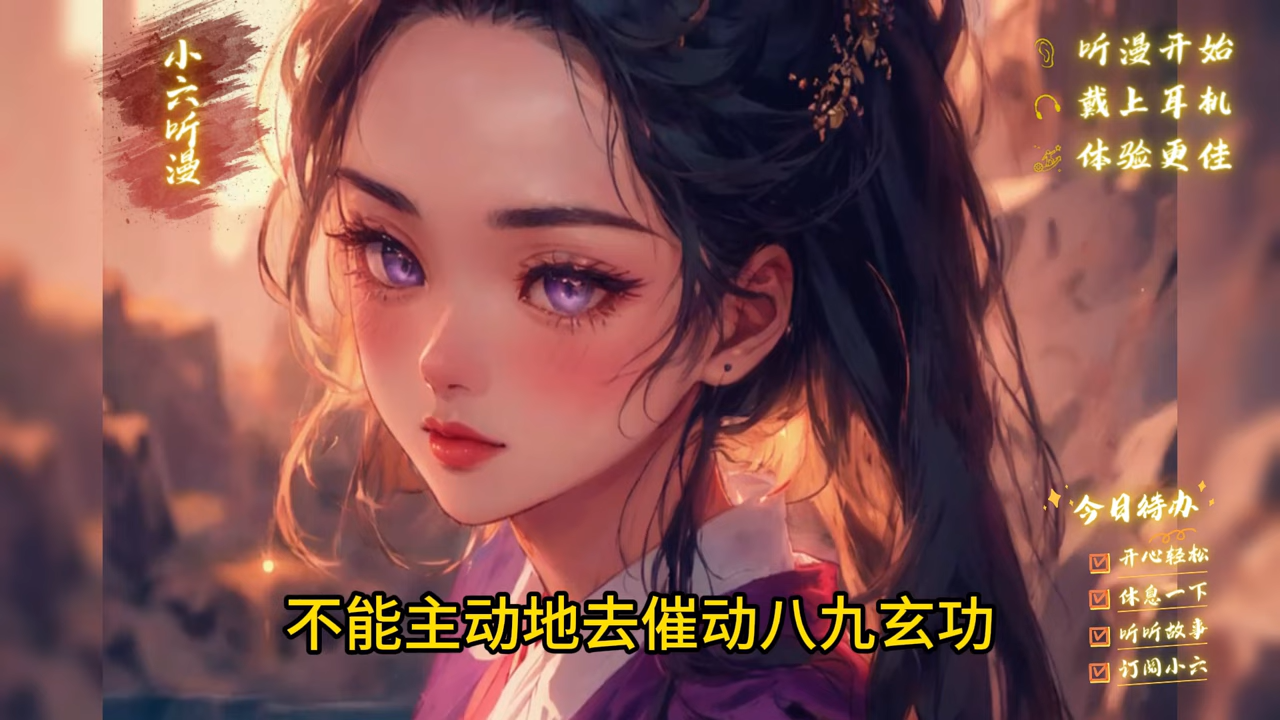 小六听漫
听漫开始
戴上耳机
体验更佳
今日待办
开心轻松
休息一下
听听故事
订阅小六
不能主动地去催动八九玄功